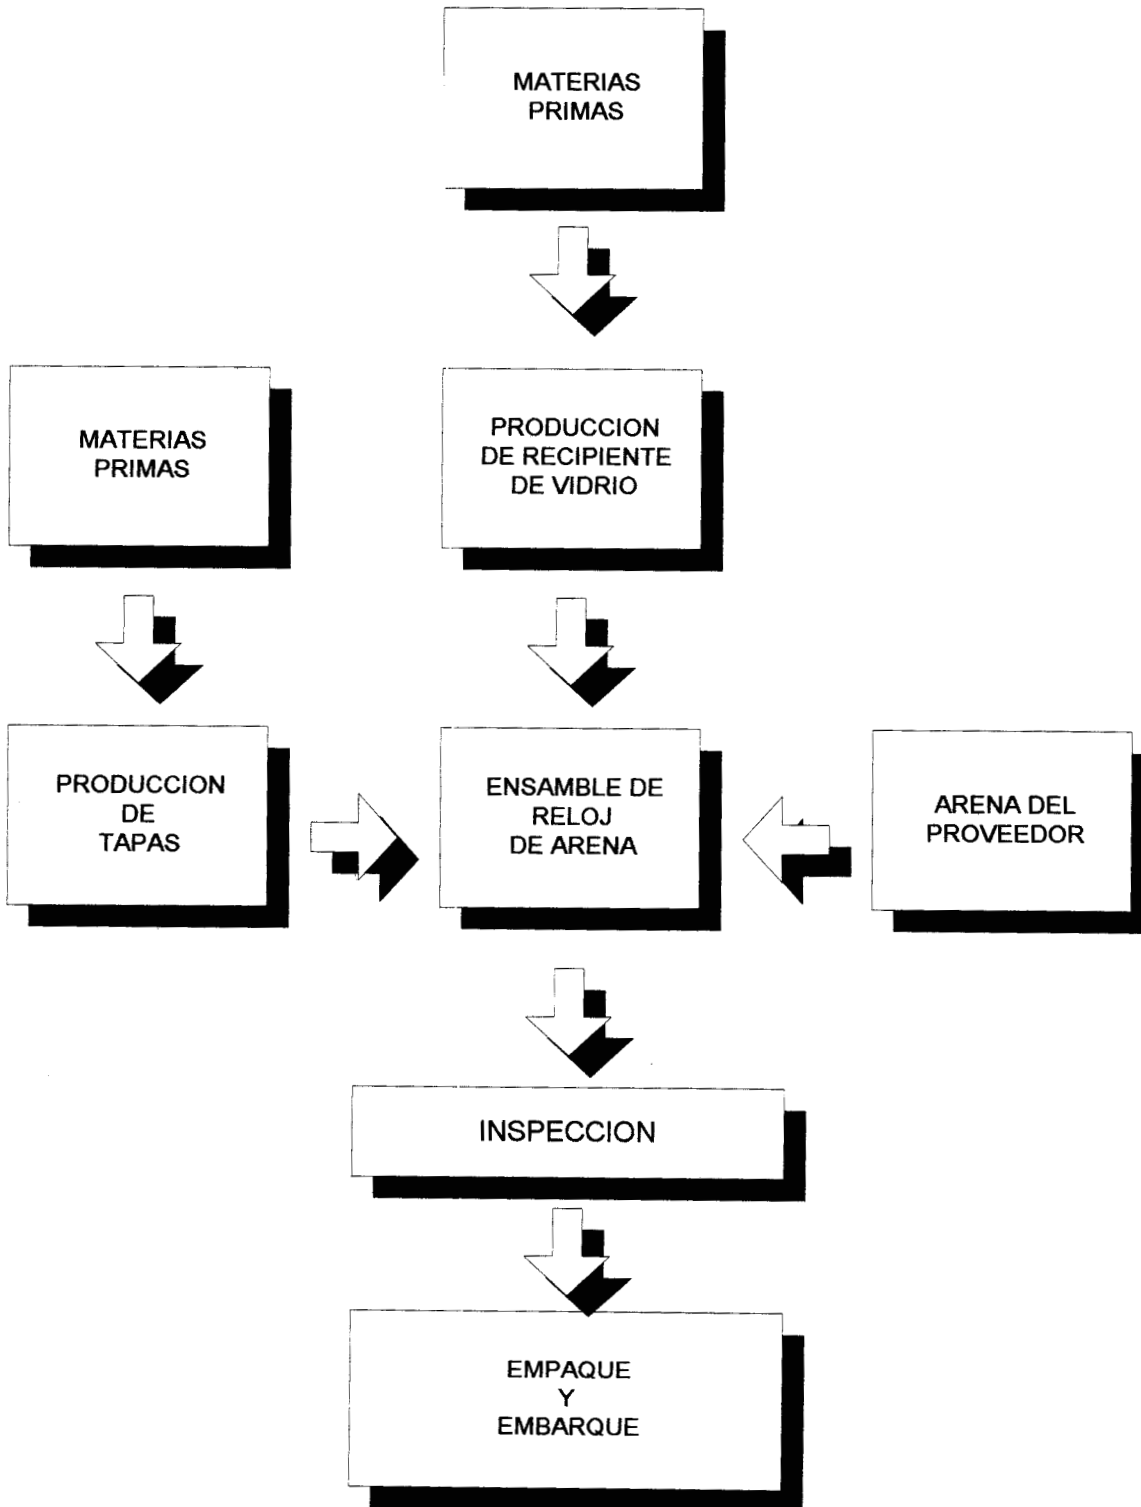 MATERIAS
PRIMAS
MATERIAS
PRIMAS
PRODUCCION
DE RECIPIENTE
DE VIDRIO
PRODUCCION
DE
TAPAS
ENSAMBLE DE
RELOJ
DE ARENA
ARENA DEL
PROVEEDOR
INSPECCION
EMPAQUE
Y
EMBARQUE